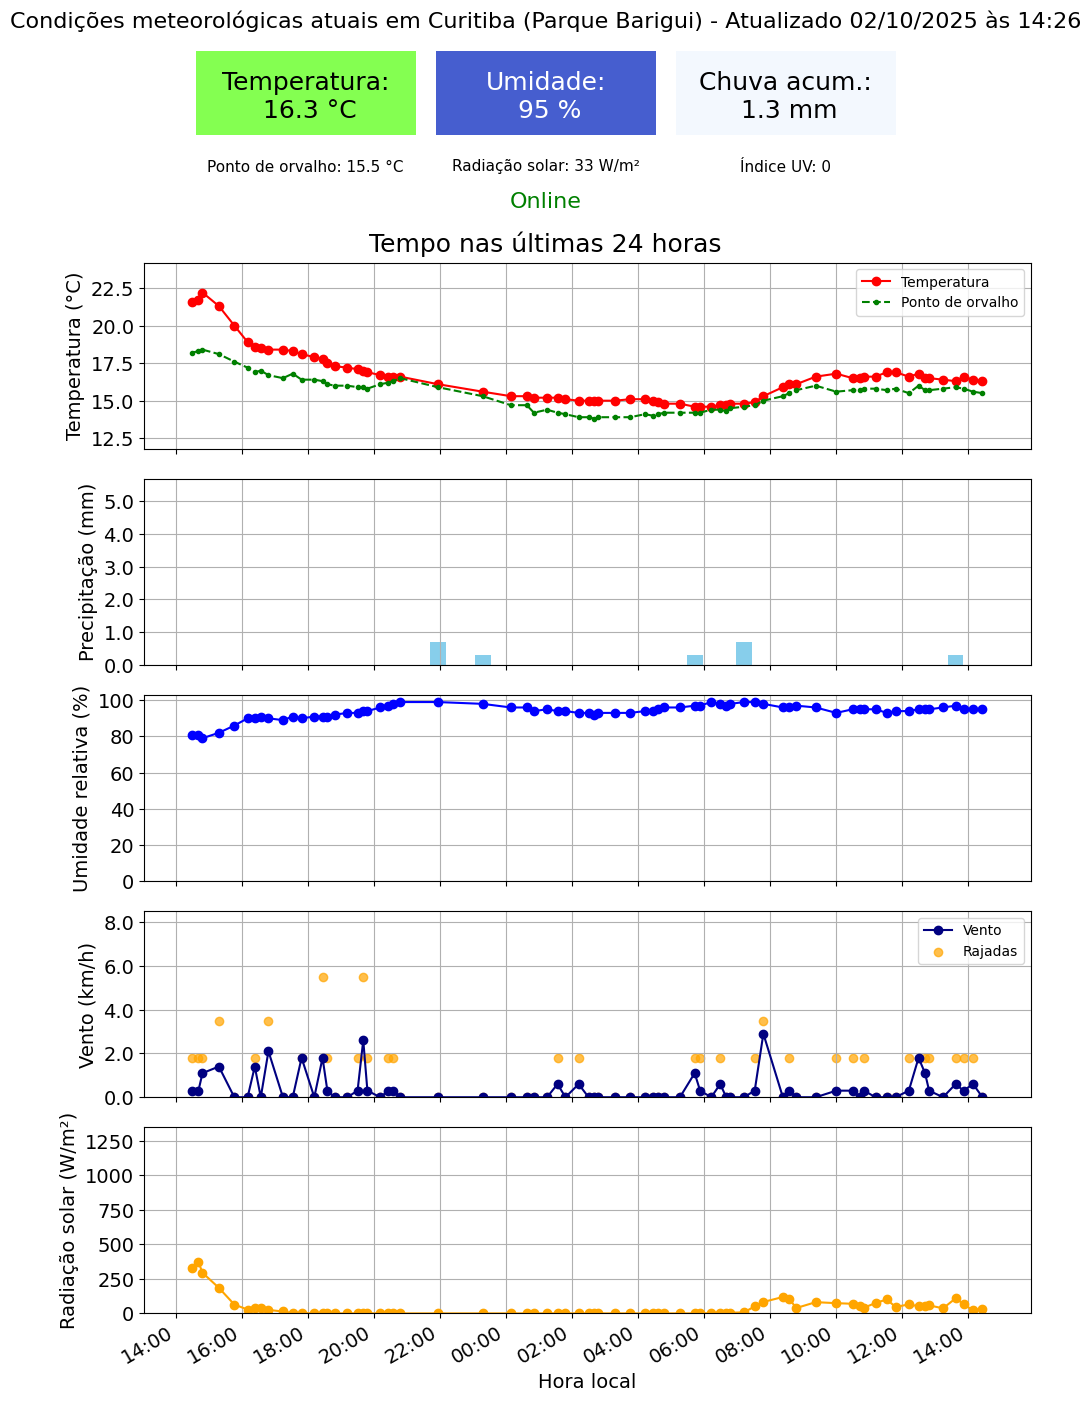 Condições meteorológicas atuais em Curitiba (Parque Barigui) - Atualizado 02/10/2025 às 14:26
Temperatura:
16.3 °C
Umidade:
95 %
Chuva acum.:
1.3 mm
Ponto de orvalho: 15.5 °C
Radiação solar: 33 W/m²
Índice UV: 0
Online
Tempo nas últimas 24 horas
Temperatura (°C)
22.5
20.0
17.5
15.0
12.5
Temperatura
Ponto de orvalho
Precipitação (mm)
5.0
4.0
3.0
2.0
1.0
0.0
Umidade relativa (%)
100
80
60
40
20
0
Vento (km/h)
8.0
6.0
4.0
2.0
0.0
Vento
Rajadas
Radiação solar (W/m²)
1250
1000
750
500
250
0
14:00
16:00
18:00
20:00
22:00
00:00
02:00
04:00
06:00
08:00
10:00
12:00
14:00
Hora local